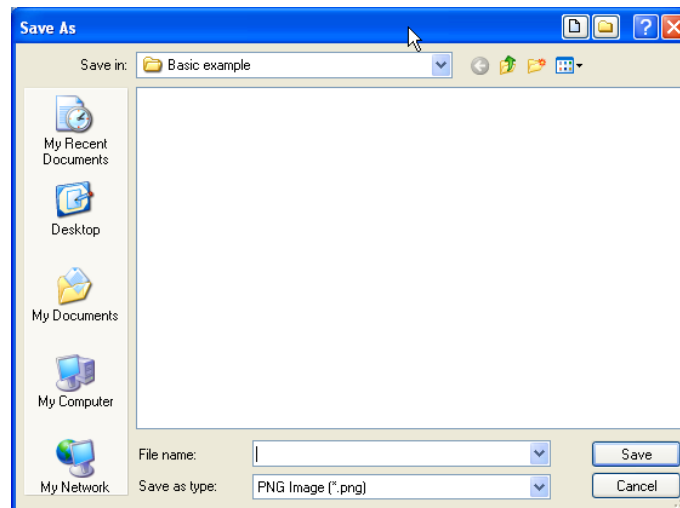 Save As
Save in:
Basic example
My Recent
Documents
Desktop
My Documents
My Computer
My Network
File name:
Save
Save as type:
PNG Image (*.png)
Cancel